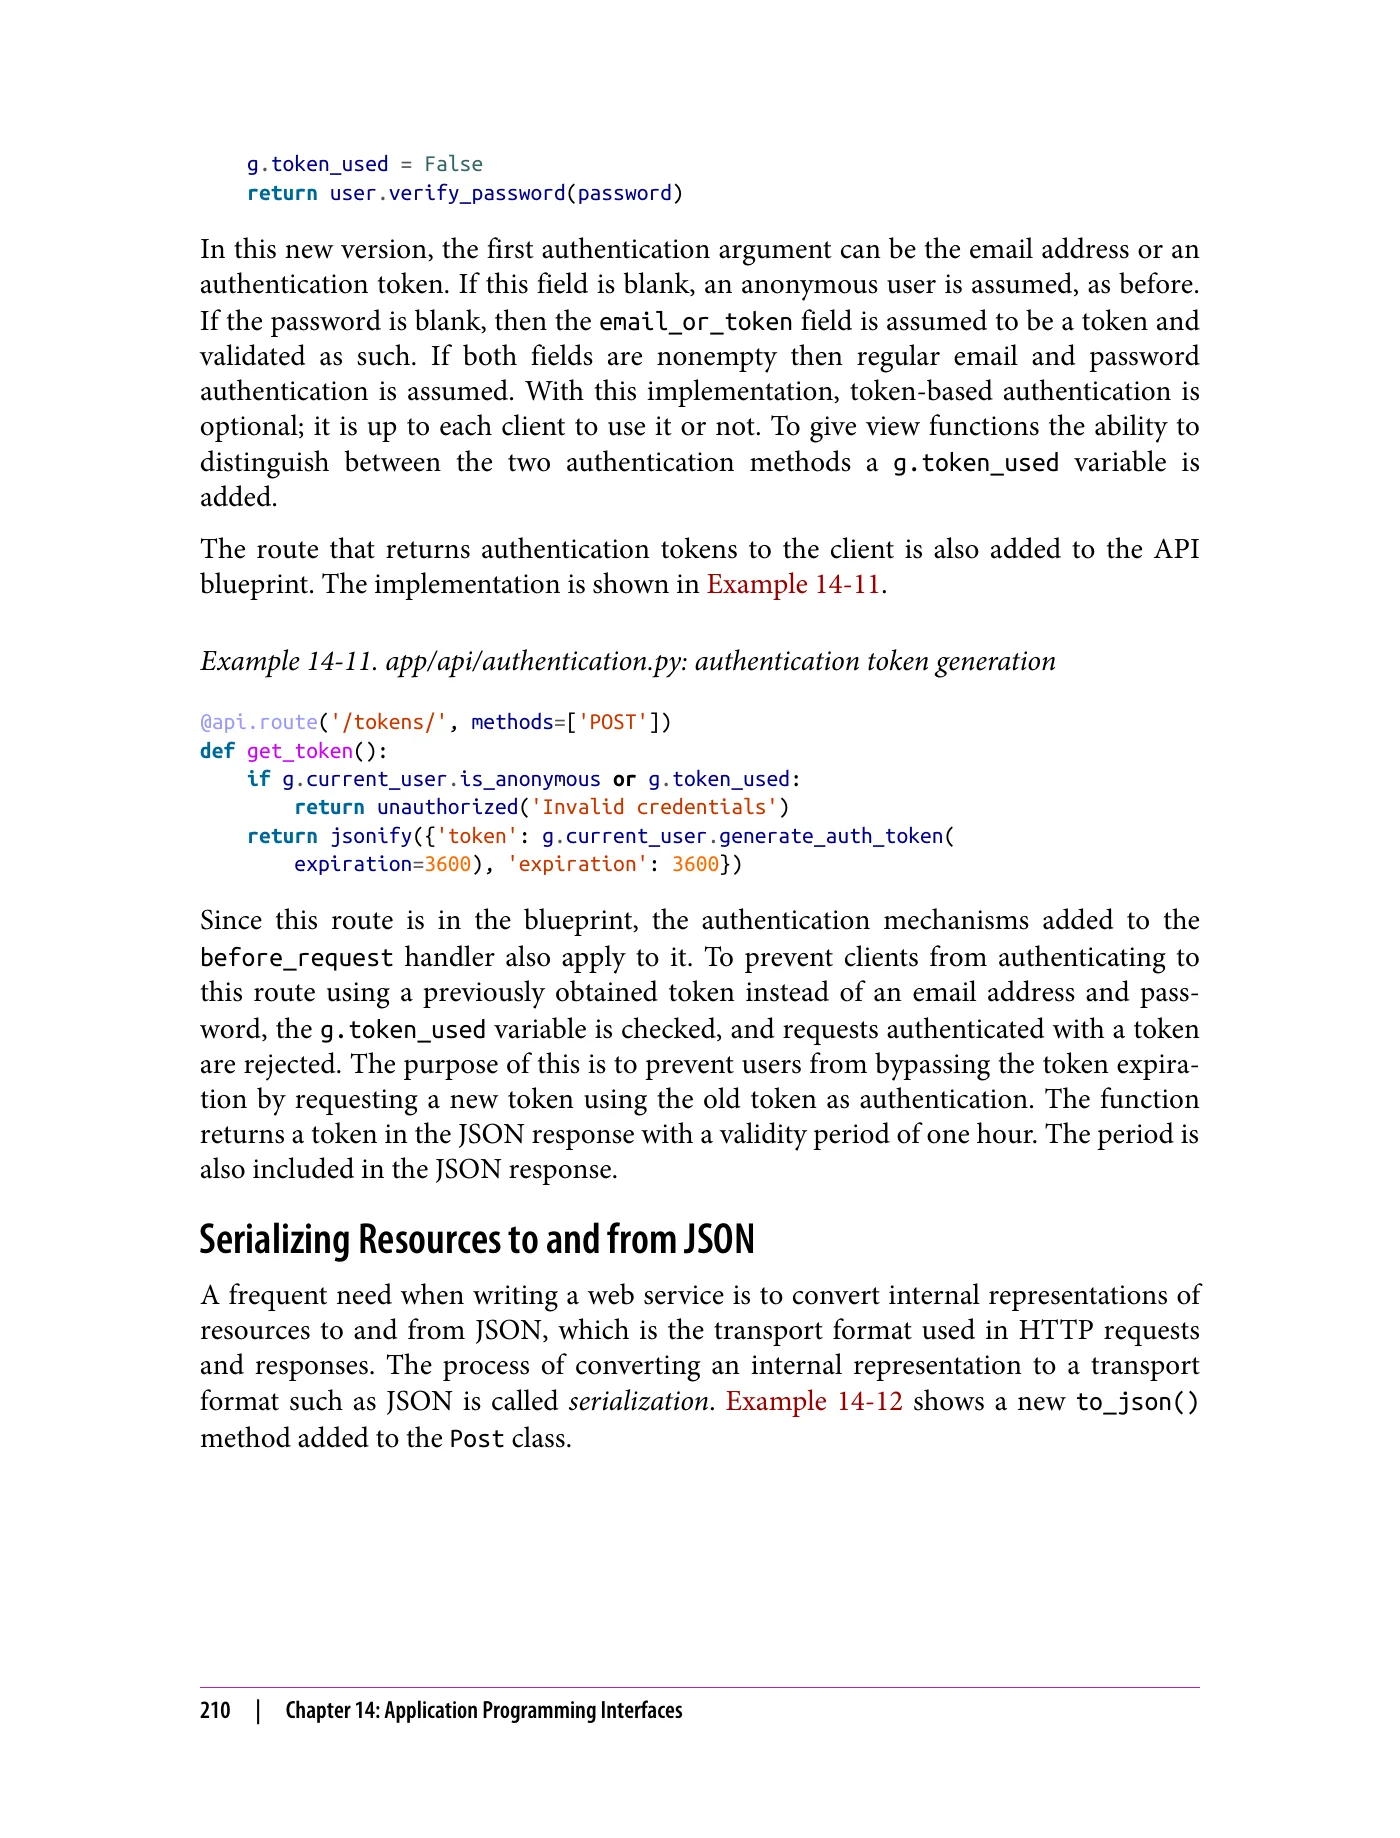 g.token_used = False
    return user.verify_password(password)
In this new version, the first authentication argument can be the email address or an
authentication token. If this field is blank, an anonymous user is assumed, as before.
If the password is blank, then the email_or_token field is assumed to be a token and
validated as such. If both fields are nonempty then regular email and password
authentication is assumed. With this implementation, token-based authentication is
optional; it is up to each client to use it or not. To give view functions the ability to
distinguish between the two authentication methods a g.token_used variable is
added.
The route that returns authentication tokens to the client is also added to the API
blueprint. The implementation is shown in Example 14-11.
Example 14-11. app/api/authentication.py: authentication token generation
@api.route('/tokens/', methods=['POST'])
def get_token():
    if g.current_user.is_anonymous or g.token_used:
        return unauthorized('Invalid credentials')
    return jsonify({'token': g.current_user.generate_auth_token(
        expiration=3600), 'expiration': 3600})
Since this route is in the blueprint, the authentication mechanisms added to the
before_request handler also apply to it. To prevent clients from authenticating to
this route using a previously obtained token instead of an email address and pass-
word, the g.token_used variable is checked, and requests authenticated with a token
are rejected. The purpose of this is to prevent users from bypassing the token expira-
tion by requesting a new token using the old token as authentication. The function
returns a token in the JSON response with a validity period of one hour. The period is
also included in the JSON response.
Serializing Resources to and from JSON
A frequent need when writing a web service is to convert internal representations of
resources to and from JSON, which is the transport format used in HTTP requests
and responses. The process of converting an internal representation to a transport
format such as JSON is called serialization. Example 14-12 shows a new to_json()
method added to the Post class.
210 | Chapter 14: Application Programming Interfaces